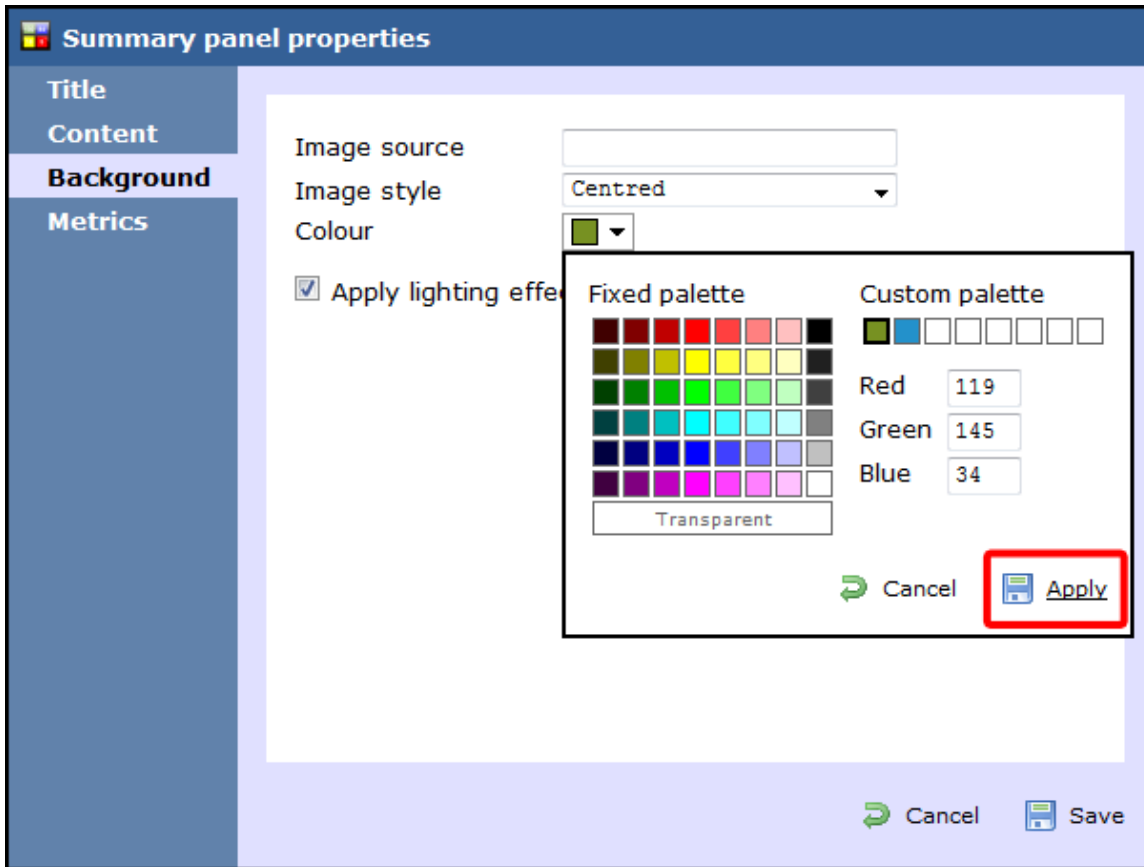 Summary panel properties
Title
Content
Background
Metrics
Image source
Image style Centred
Colour
Apply lighting effe
Fixed palette
Transparent
Custom palette
Red 119
Green 145
Blue 34
Cancel Apply
Cancel Save